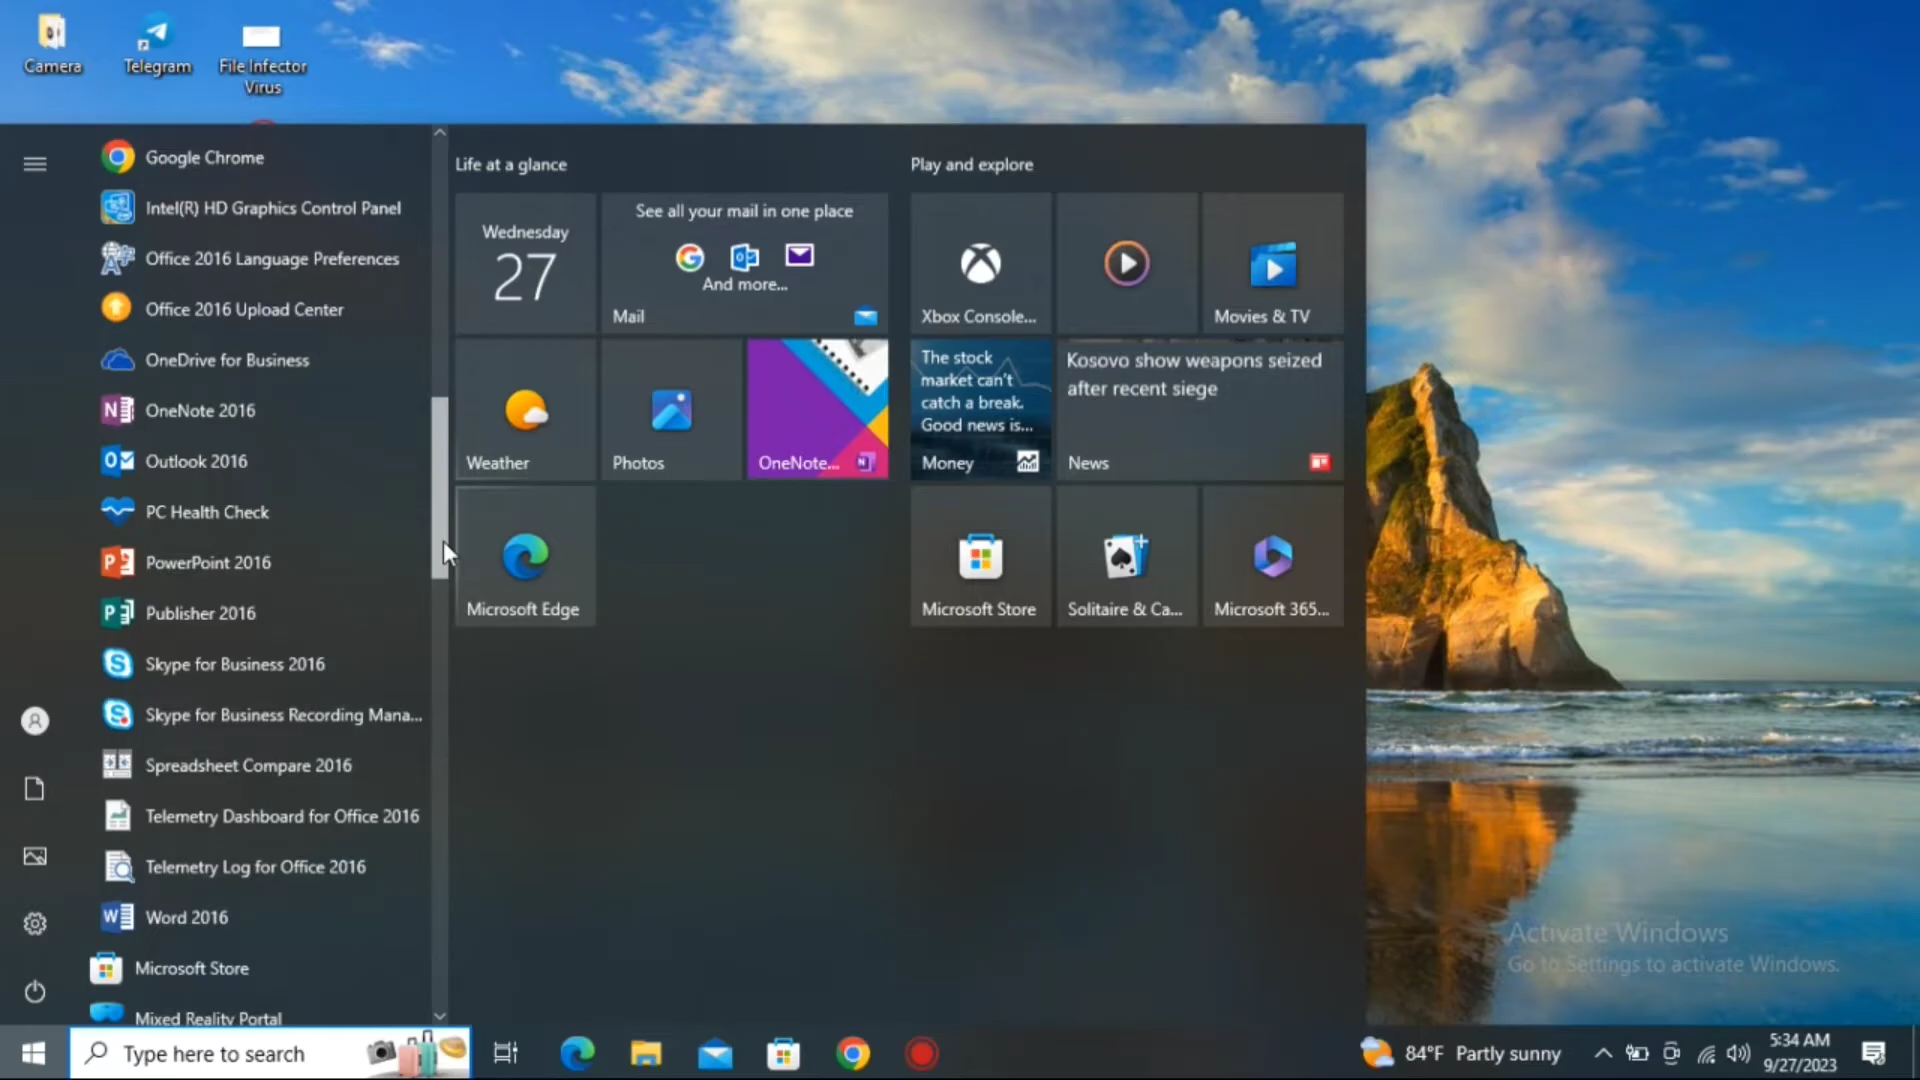 Camera
Telegram
File Infector
Virus
Google Chrome
Intel(R) HD Graphics Control Panel
Office 2016 Language Preferences
Office 2016 Upload Center
OneDrive for Business
OneNote 2016
Outlook 2016
PC Health Check
PowerPoint 2016
Publisher 2016
Skype for Business 2016
Skype for Business Recording Mana...
Spreadsheet Compare 2016
Telemetry Dashboard for Office 2016
Telemetry Log for Office 2016
Word 2016
Microsoft Store
Mixed Reality Portal
Life at a glance
Wednesday
27
See all your mail in one place
And more...
Mail
Weather
Photos
OneNote...
Microsoft Edge
Play and explore
Xbox Console...
Movies & TV
The stock
market can't
catch a break.
Good news is...
Money
Kosovo show weapons seized
after recent siege
News
Microsoft Store
Solitaire & Ca...
Microsoft 365...
Activate Windows
Go to Settings to activate Windows.
Type here to search
84°F Partly sunny
5:34 AM
9/27/2023